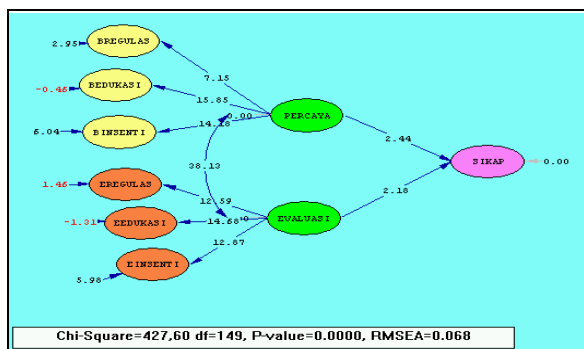 2.95
BREGULAS
-0.46
BEDUKASI
7.15
15.85
0.00
PERCAYA
6.04
BINSENTI
14.18
2.44
SIKAP
0.00
38.13
1.46
EREGULAS
12.59
2.18
-1.31
EEDUKASI
14.68
EVALUASI
12.87
EINSENTI
5.98
Chi-Square=427,60 df=149, P-value=0.0000, RMSEA=0.068